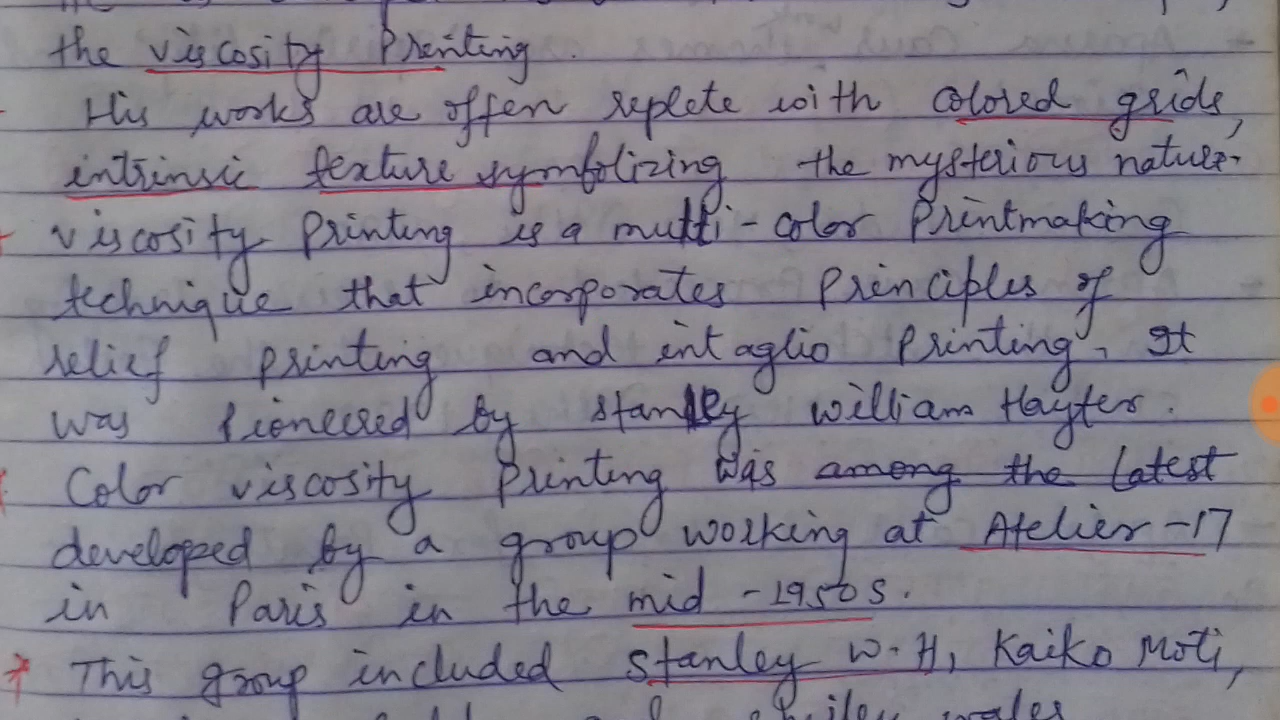 the viscosity Printing.
His works are often replete with colored grids,
intrinsic texture symbolizing the mysterious nature.
viscosity printing is a multi-color Printmaking
technique that incorporates Principles of
relief printing and intaglio Printing. It
was Pioneered by Stanley William Hayter.
Color viscosity Printing was among the latest
developed by a group working at Atelier-17
in Paris in the mid-1950s.
* This group included Stanley W.H, Kaiko Moti,